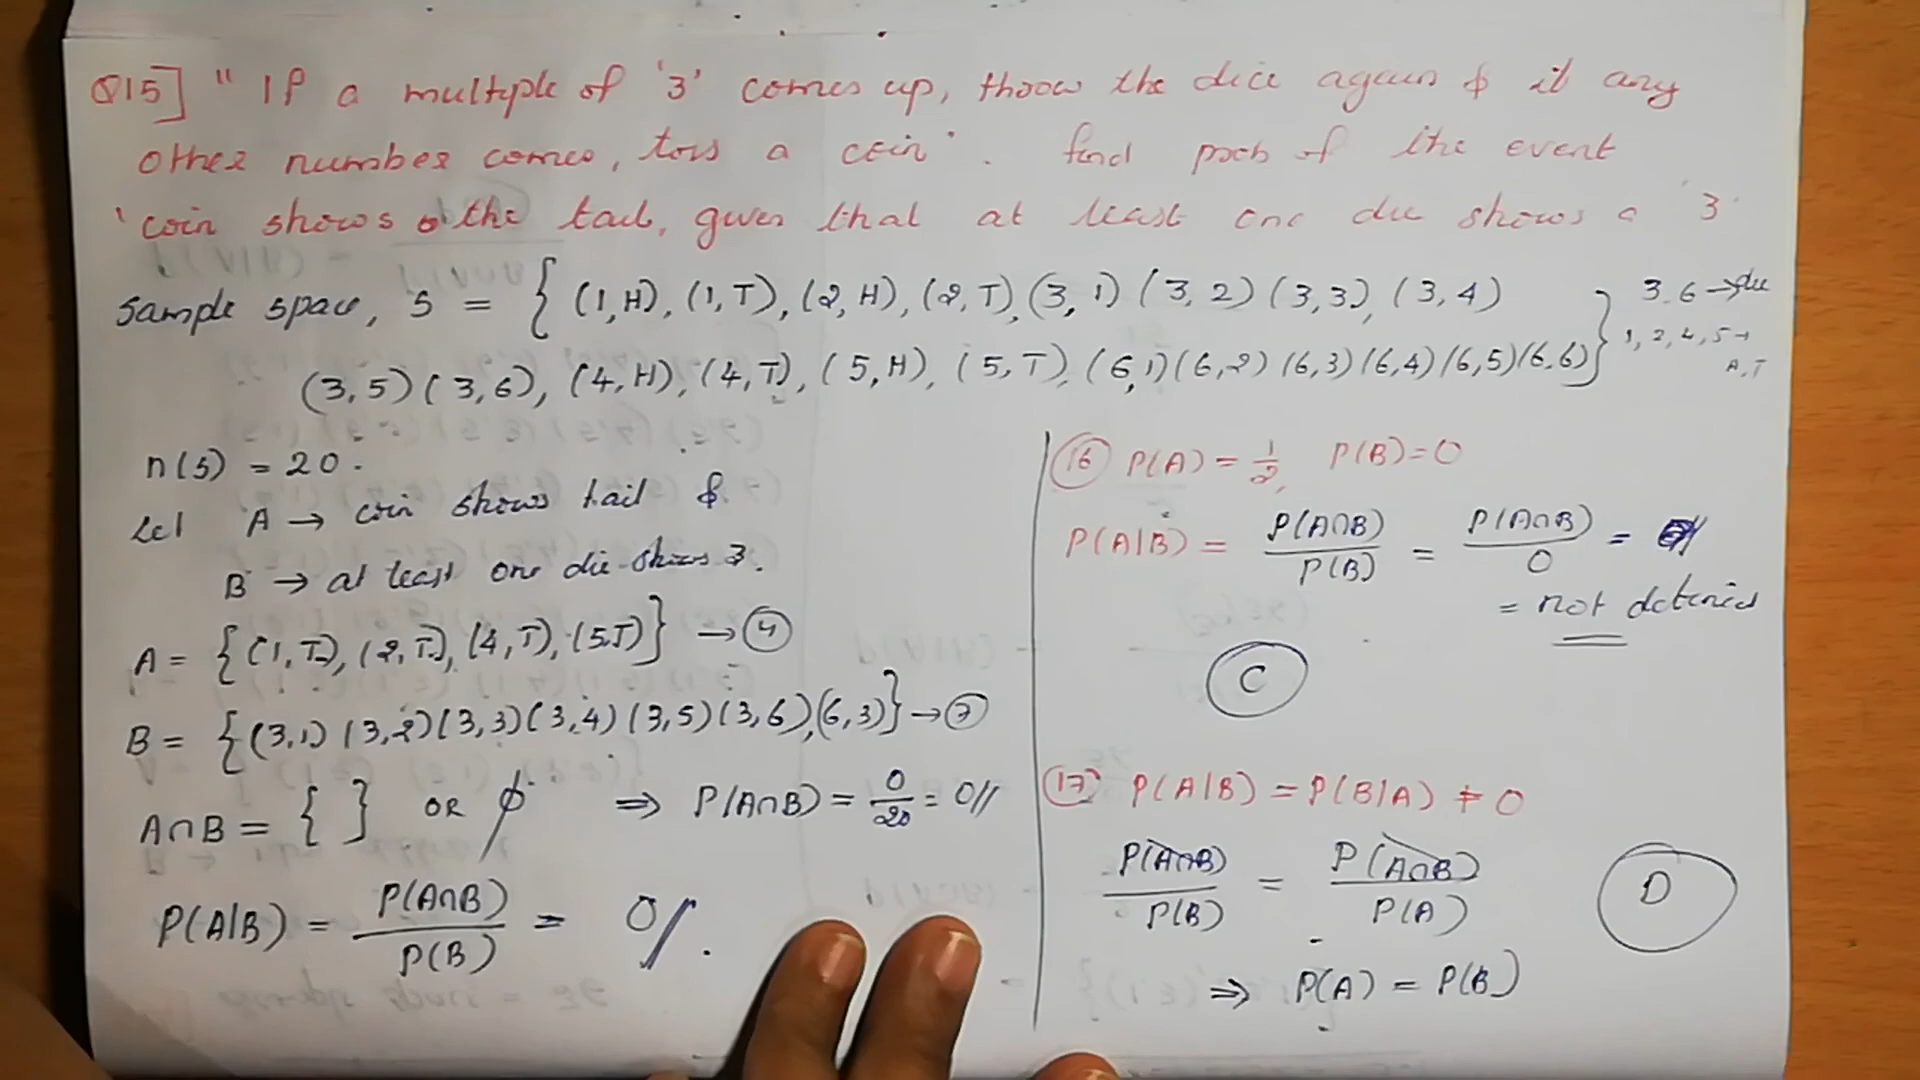 Q15] " If a multiple of '3' comes up, throw the dice again & it any
other number comes, toss a coin". find prob of the event
'coin shows the tail, given that at least one die shows a '3'
Sample space, S = { (1,H), (1,T), (2,H), (2,T), (3,1) (3,2) (3,3), (3,4)
(3,5) (3,6), (4,H), (4,T), (5,H), (5,T), (6,1) (6,2) (6,3) (6,4) (6,5) (6,6) }
3,6 → die
1, 2, 4, 5 →
n(S) = 20.
Let A → coin shows tail &
B → at least one die shows 3.
A = { (1,T), (2,T), (4,T), (5,T) } → 4
B = { (3,1) (3,2) (3,3) (3,4) (3,5) (3,6), (6,3) } → 7
A∩B = { } OR ϕ ⇒ P(A∩B) = 0/20 = 0//
P(A|B) = P(A∩B)/P(B) = 0//.
16 P(A) = 1/2, P(B) = 0
P(A|B) = P(A∩B)/P(B) = P(A∩B)/0 =
= not defined
C
17 P(A|B) = P(B|A) ≠ 0
P(A∩B)/P(B) = P(A∩B)/P(A)
D
⇒ P(A) = P(B)